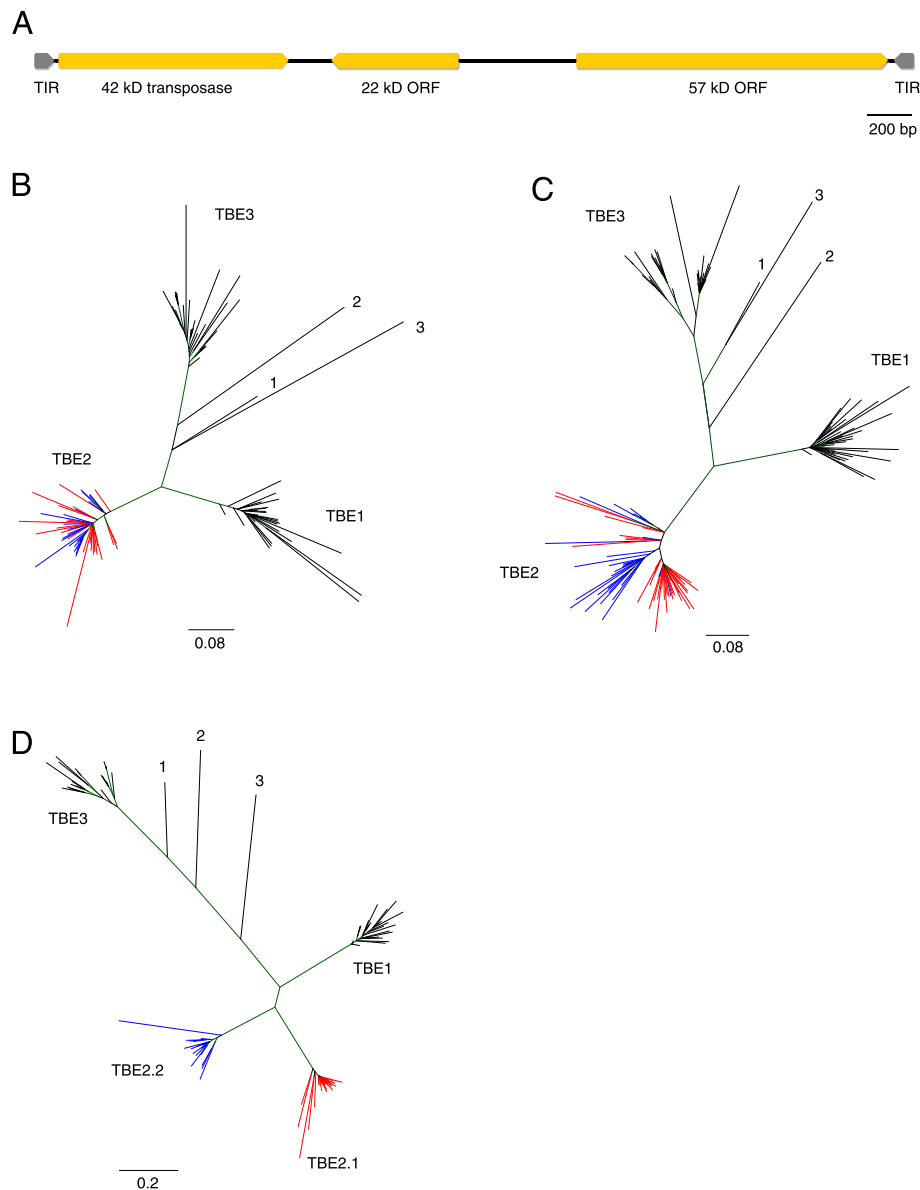 A
TIR 42 kD transposase 22 kD ORF 57 kD ORF TIR
200 bp
B
TBE3
2
3
1
TBE2
TBE1
0.08
C
TBE3
3
1
2
TBE1
TBE2
0.08
D
2
1
3
TBE3
TBE1
TBE2.2
TBE2.1
0.2